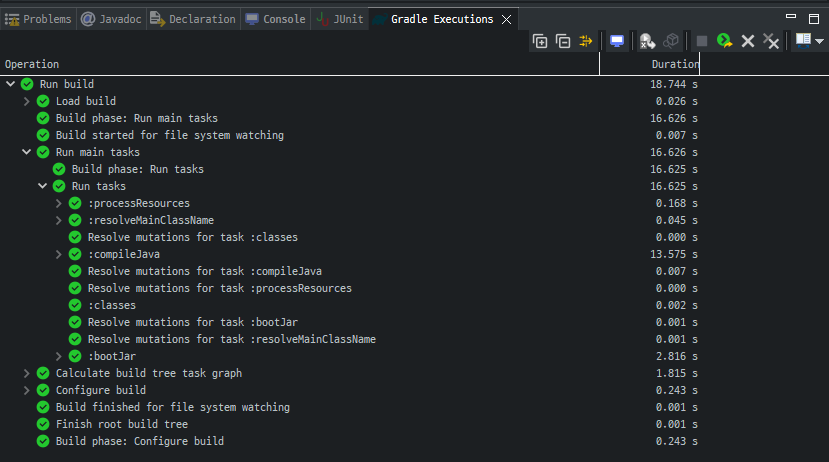 Problems @ Javadoc Declaration Console JU JUnit Gradle Executions
Operation Duration
Run build 18.744 s
Load build 0.026 s
Build phase: Run main tasks 16.626 s
Build started for file system watching 0.007 s
Run main tasks 16.626 s
Build phase: Run tasks 16.625 s
Run tasks 16.625 s
:processResources 0.168 s
:resolveMainClassName 0.045 s
Resolve mutations for task :classes 0.000 s
:compileJava 13.575 s
Resolve mutations for task :compileJava 0.007 s
Resolve mutations for task :processResources 0.000 s
:classes 0.002 s
Resolve mutations for task :bootJar 0.001 s
Resolve mutations for task :resolveMainClassName 0.001 s
:bootJar 2.816 s
Calculate build tree task graph 1.815 s
Configure build 0.243 s
Build finished for file system watching 0.001 s
Finish root build tree 0.001 s
Build phase: Configure build 0.243 s